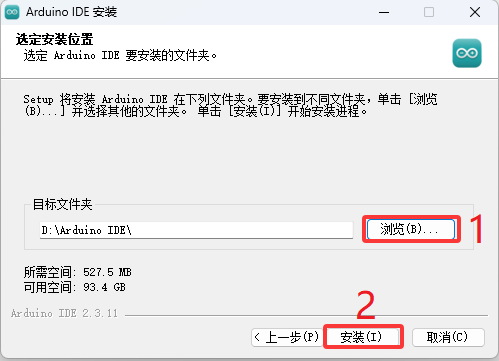 Arduino IDE 安装
选定安装位置
选定 Arduino IDE 要安装的文件夹。
Setup 将安装 Arduino IDE 在下列文件夹。要安装到不同文件夹，单击 [浏览
(B)...] 并选择其他的文件夹。 单击 [安装(I)] 开始安装进程。
目标文件夹
D:\Arduino IDE\
浏览(B)...
1
所需空间: 527.5 MB
可用空间: 93.4 GB
Arduino IDE 2.3.11
2
< 上一步(P)
安装(I)
取消(C)